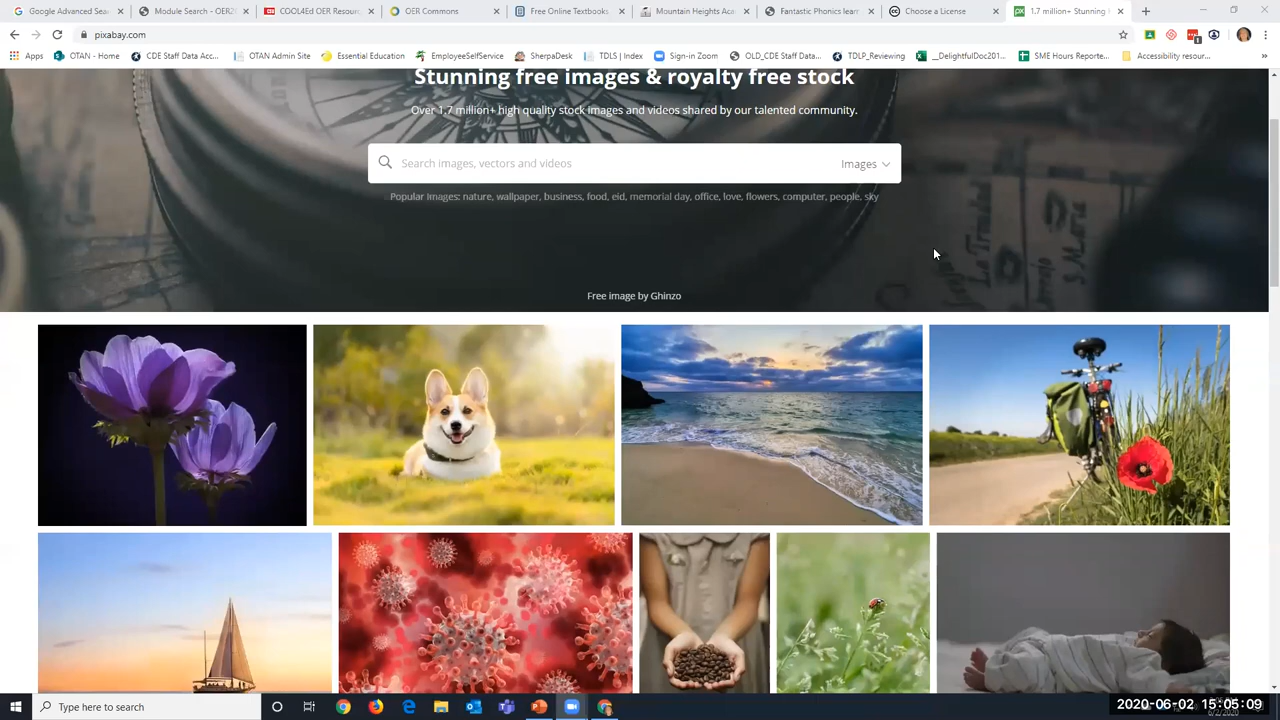 Google Advanced Sear
Module Search - OER2
COOL4Ed OER Resour
OER Commons
Free Online Textbooks
Mountain Heights Aca
Fantastic Phonics lear
Choose a License
1.7 million+ Stunning
pixabay.com
Apps
OTAN - Home
CDE Staff Data Acc...
OTAN Admin Site
Essential Education
EmployeeSelfService
SherpaDesk
TDLS | Index
Sign-in Zoom
OLD_CDE Staff Data...
TDLP_Reviewing
__DelightfulDoc201...
SME Hours Reporte...
Accessibility resour...
Stunning free images & royalty free stock
Over 1.7 million+ high quality stock images and videos shared by our talented community.
Search images, vectors and videos
Images
Popular Images: nature, wallpaper, business, food, eid, memorial day, office, love, flowers, computer, people, sky
Free image by Ghinzo
Type here to search
2020-06-02 15:05:09